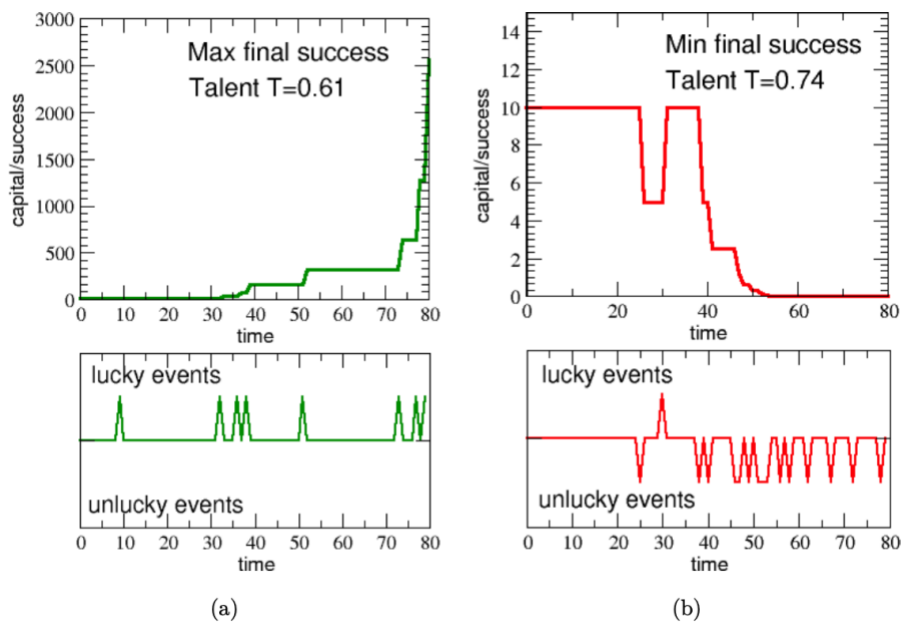 3000
2500
2000
1500
1000
500
0
capital/success
Max final success
Talent T=0.61
0 10 20 30 40 50 60 70 80
time
lucky events
unlucky events
0 10 20 30 40 50 60 70 80
time
(a)
14
12
10
8
6
4
2
0
capital/success
Min final success
Talent T=0.74
0 20 40 60 80
time
lucky events
unlucky events
0 10 20 30 40 50 60 70 80
time
(b)